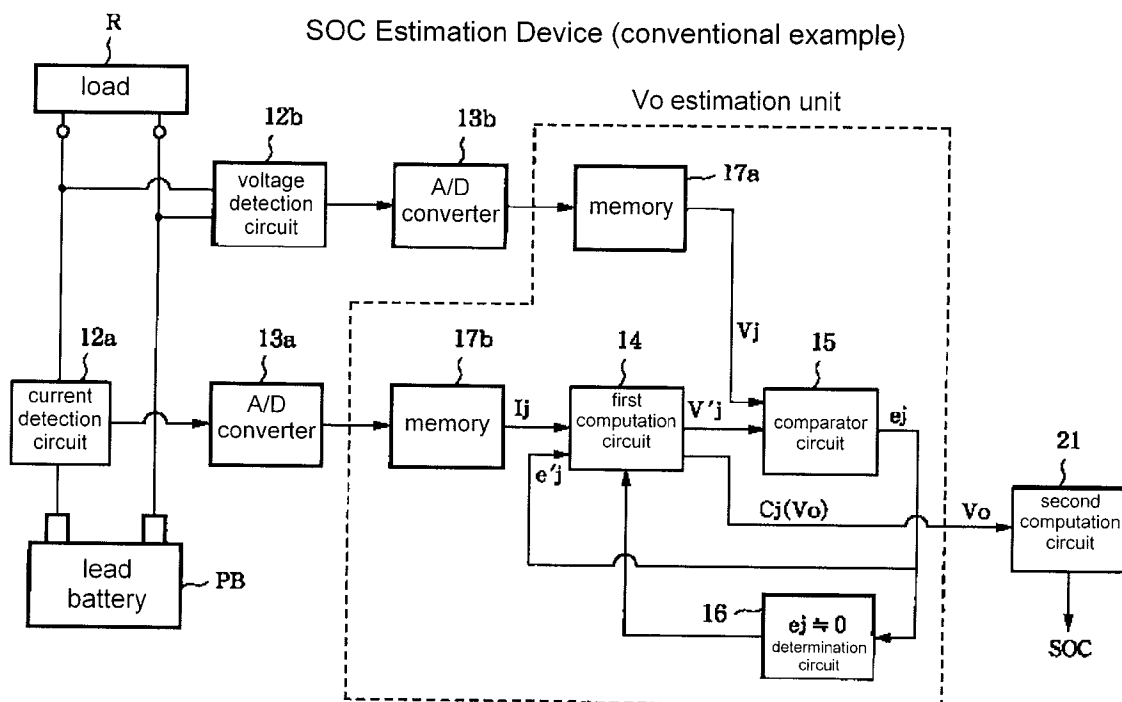 R
SOC Estimation Device (conventional example)
load
Vo estimation unit
12b
13b
17a
voltage
detection
circuit
A/D
converter
memory
Vj
12a
13a
17b
14
15
current
detection
circuit
A/D
converter
memory
Ij
e'j
first
computation
circuit
V'j
comparator
circuit
ej
21
Cj(Vo)
Vo
second
computation
circuit
lead
battery
PB
16
ej≒0
determination
circuit
SOC